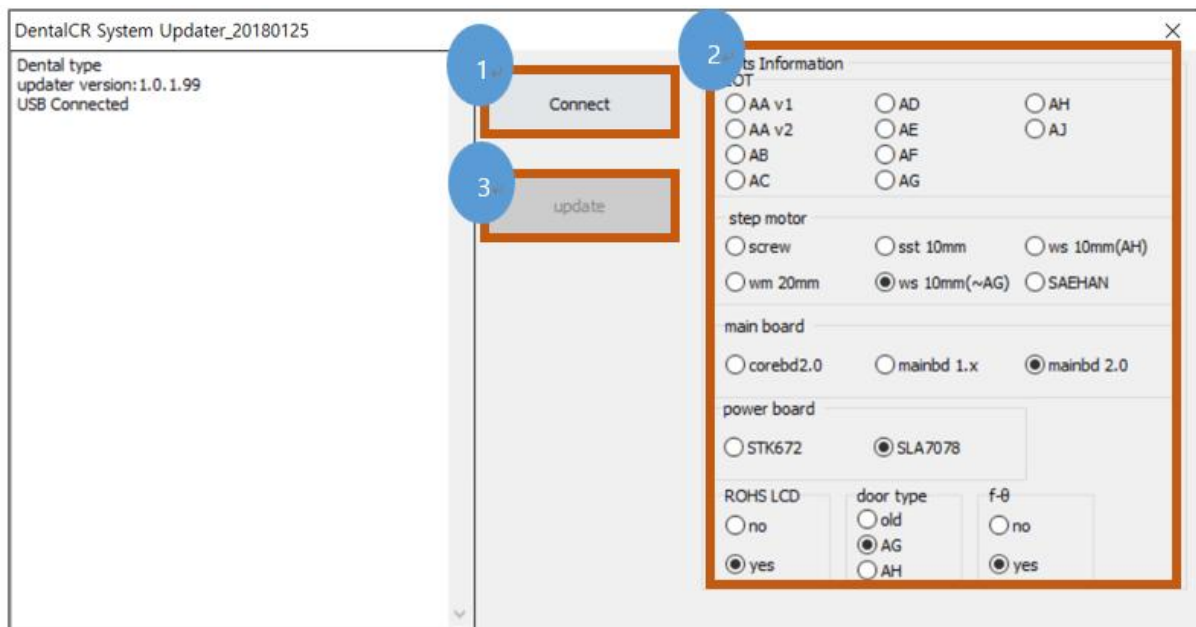 DentalCR System Updater_20180125
Dental type
updater version:1.0.1.99
USB Connected
1
Connect
3
update
2
ts Information
LOT
AA v1 AD AH
AA v2 AE AJ
AB AF
AC AG
step motor
screw sst 10mm ws 10mm(AH)
wm 20mm ws 10mm(~AG) SAEHAN
main board
corebd2.0 mainbd 1.x mainbd 2.0
power board
STK672 SLA7078
ROHS LCD door type f-θ
no old no
AG
yes AH yes